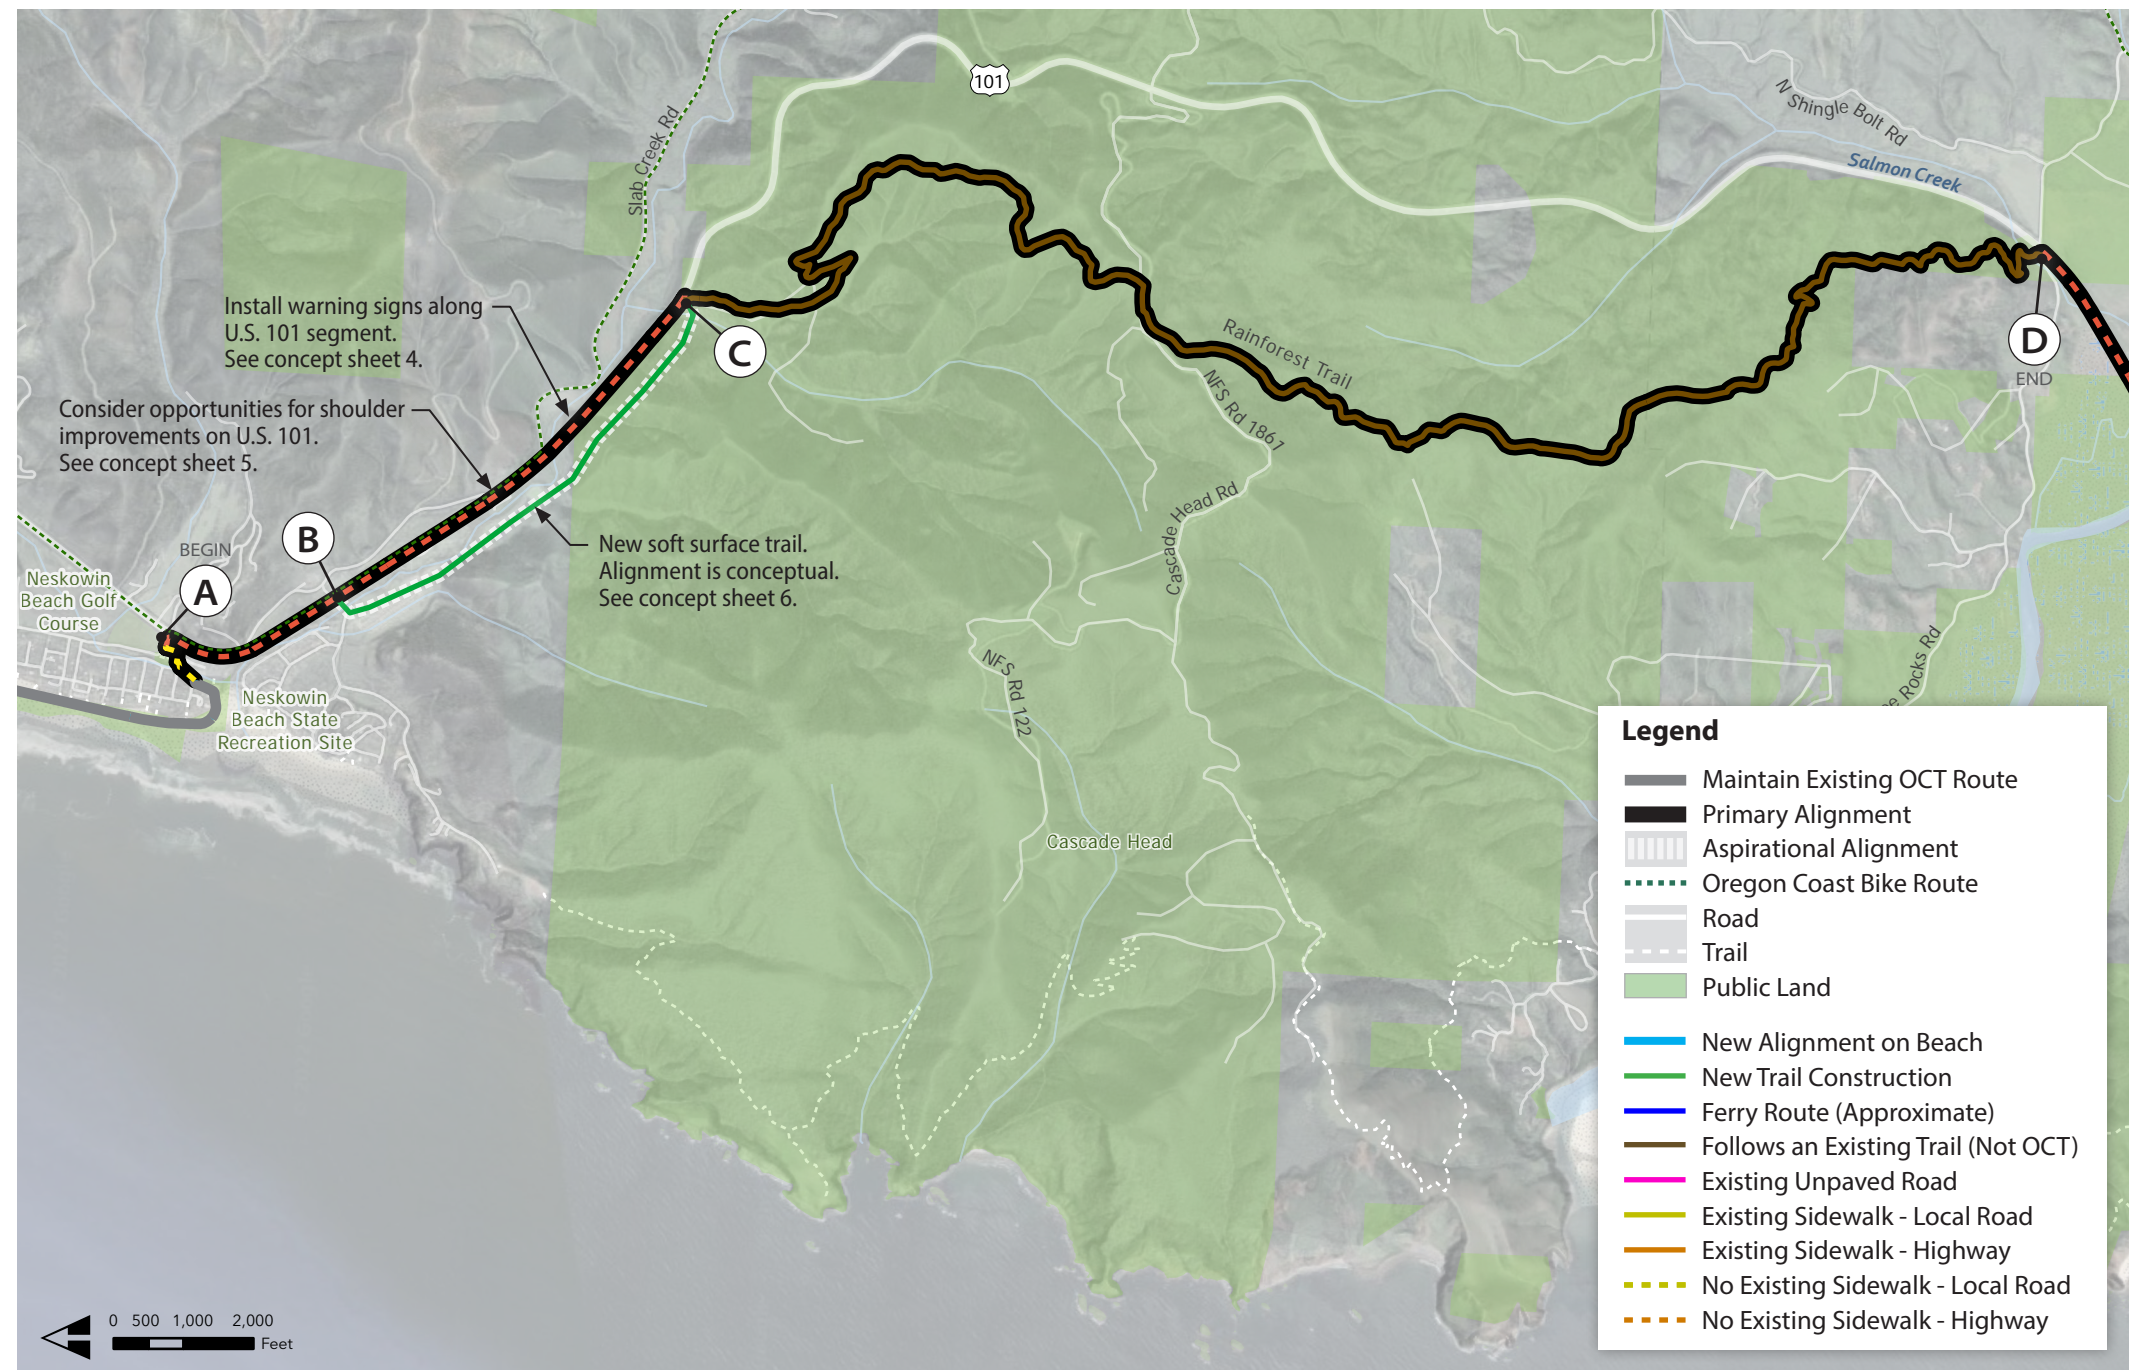 101
N Shingle Bolt Rd
Salmon Creek
Slab Creek Rd
Install warning signs along
U.S. 101 segment.
See concept sheet 4.
C
D
END
Rainforest Trail
NFS Rd 1861
Consider opportunities for shoulder
improvements on U.S. 101.
See concept sheet 5.
Cascade Head Rd
B
BEGIN
A
New soft surface trail.
Alignment is conceptual.
See concept sheet 6.
Neskowin
Beach Golf
Course
NFS Rd 122
Rocks Rd
Neskowin
Beach State
Recreation Site
Cascade Head
Legend
Maintain Existing OCT Route
Primary Alignment
Aspirational Alignment
Oregon Coast Bike Route
Road
Trail
Public Land
New Alignment on Beach
New Trail Construction
Ferry Route (Approximate)
Follows an Existing Trail (Not OCT)
Existing Unpaved Road
Existing Sidewalk - Local Road
Existing Sidewalk - Highway
No Existing Sidewalk - Local Road
No Existing Sidewalk - Highway
0 500 1,000 2,000
Feet